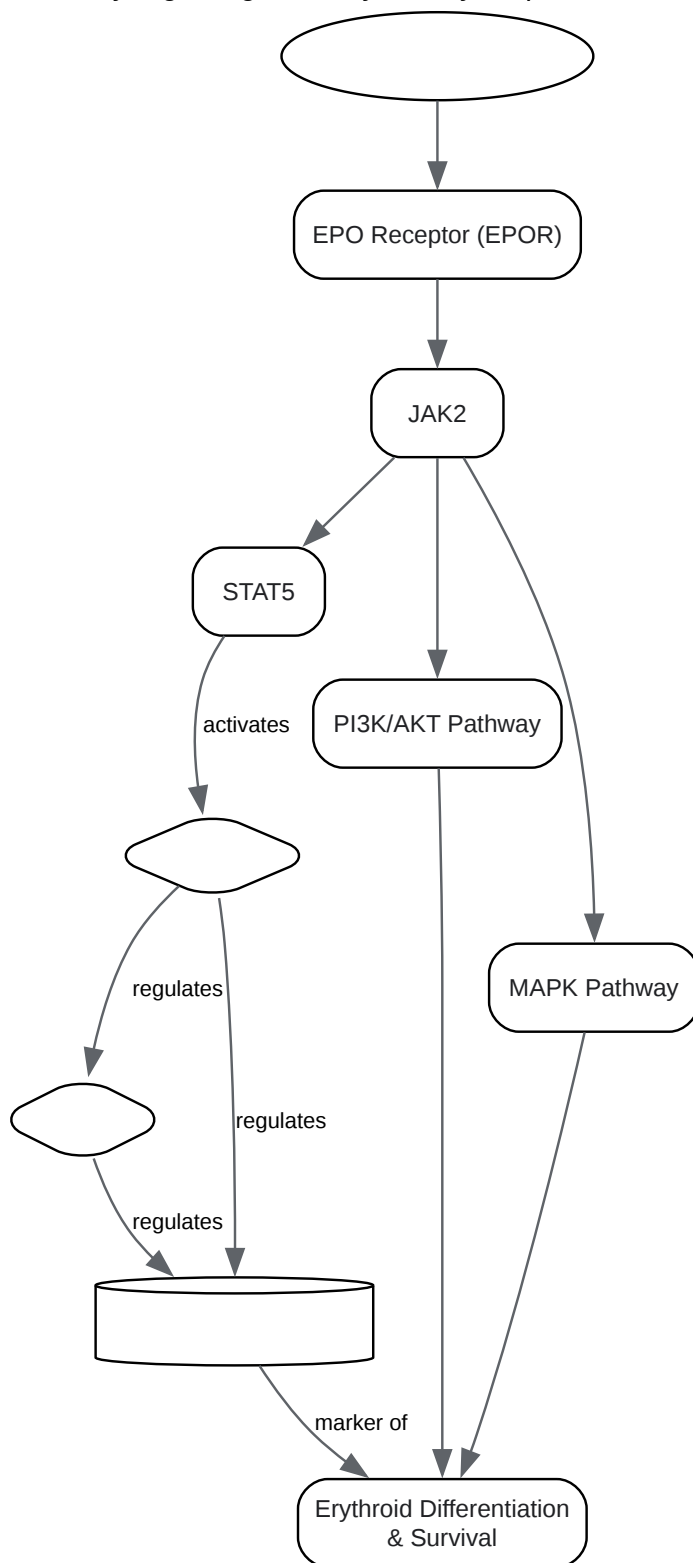 EPO Receptor (EPOR)
JAK2
STAT5
activates
PI3K/AKT Pathway
regulates
MAPK Pathway
regulates
regulates
marker of
Erythroid Differentiation
& Survival